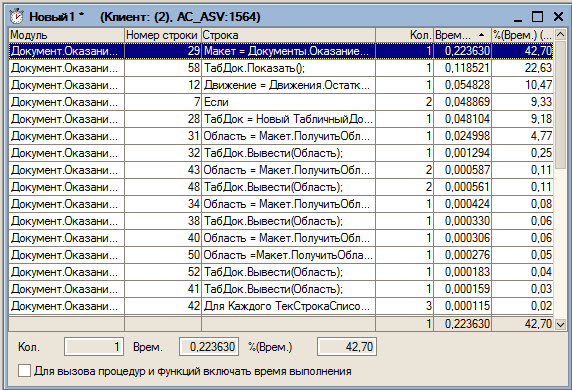 Новый1 * (Клиент: (2), AC_ASV:1564)
Модуль Номер строки Строка Кол. Врем... %(Врем.) (...
Документ.Оказани... 29 Макет = Документы.Оказание... 1 0,223630 42,70
Документ.Оказани... 58 ТабДок.Показать(); 1 0,118521 22,63
Документ.Оказани... 12 Движение = Движения.Остатк... 1 0,054828 10,47
Документ.Оказани... 7 Если 2 0,048869 9,33
Документ.Оказани... 28 ТабДок = Новый ТабличныйДо... 1 0,048104 9,18
Документ.Оказани... 31 Область = Макет.ПолучитьОбл... 1 0,024998 4,77
Документ.Оказани... 32 ТабДок.Вывести(Область); 1 0,001294 0,25
Документ.Оказани... 43 Область = Макет.ПолучитьОбл... 2 0,000587 0,11
Документ.Оказани... 48 ТабДок.Вывести(Область); 2 0,000561 0,11
Документ.Оказани... 34 Область = Макет.ПолучитьОбл... 1 0,000424 0,08
Документ.Оказани... 38 ТабДок.Вывести(Область); 1 0,000330 0,06
Документ.Оказани... 40 Область = Макет.ПолучитьОбл... 1 0,000306 0,06
Документ.Оказани... 50 Область =Макет.ПолучитьОбла... 1 0,000276 0,05
Документ.Оказани... 52 ТабДок.Вывести(Область); 1 0,000183 0,04
Документ.Оказани... 41 ТабДок.Вывести(Область); 1 0,000159 0,03
Документ.Оказани... 42 Для Каждого ТекСтрокаСписо... 3 0,000115 0,02
1 0,223630 42,70
Кол. 1 Врем. 0,223630 %(Врем.) 42,70
Для вызова процедур и функций включать время выполнения